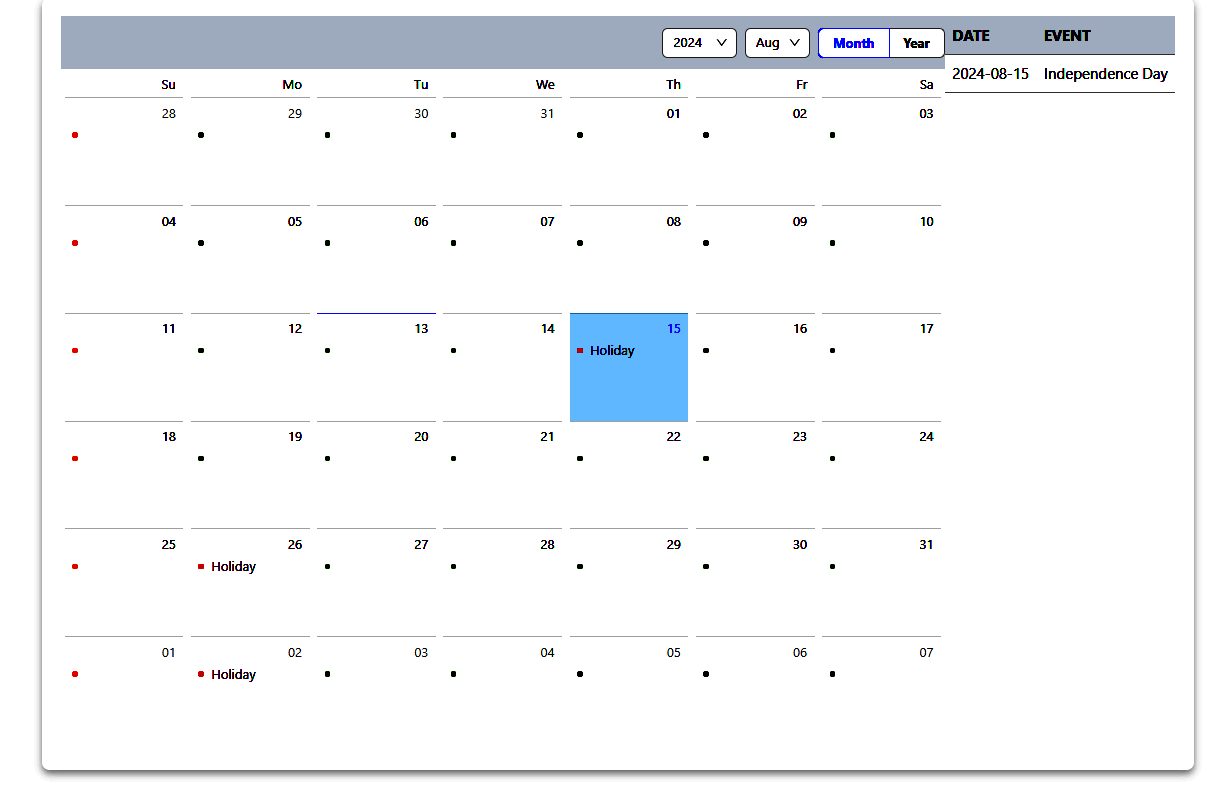 2024 Aug Month Year DATE EVENT
2024-08-15 Independence Day
Su Mo Tu We Th Fr Sa
28 29 30 31 01 02 03
04 05 06 07 08 09 10
11 12 13 14 15 16 17
Holiday
18 19 20 21 22 23 24
25 26 27 28 29 30 31
Holiday
01 02 03 04 05 06 07
Holiday